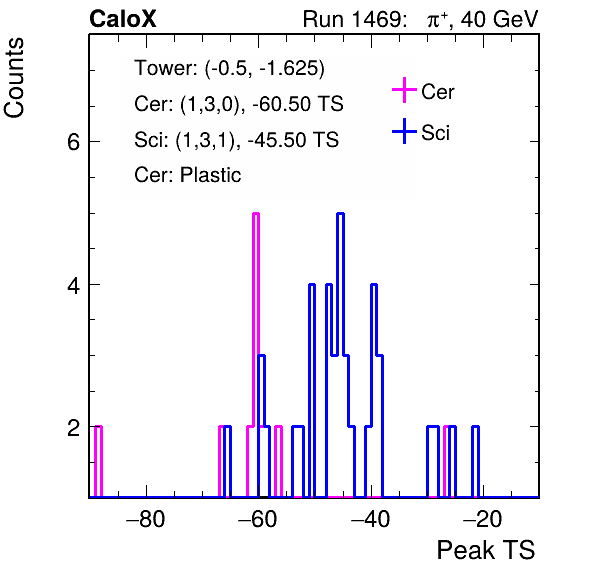 CaloX Run 1469: π⁺, 40 GeV
Counts
Tower: (-0.5, -1.625)
Cer: (1,3,0), -60.50 TS
Sci: (1,3,1), -45.50 TS
Cer: Plastic
Cer
Sci
6
4
2
−80 −60 −40 −20
Peak TS